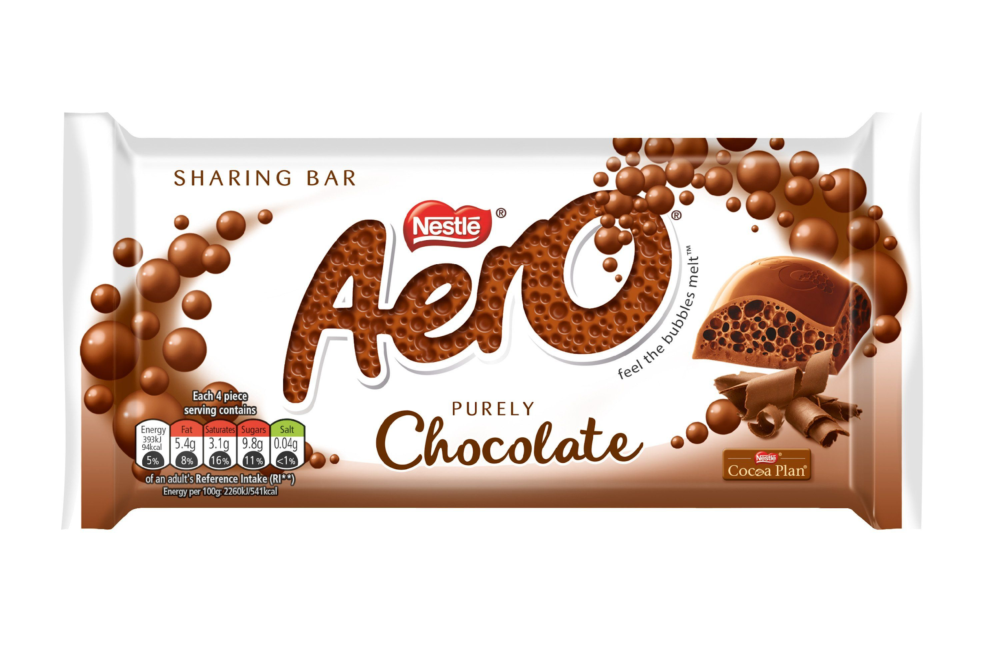 SHARING BAR
Nestlé®
Aero®
feel the bubbles melt™
PURELY
Chocolate
Each 4 piece
serving contains
Energy Fat Saturates Sugars Salt
393kJ
94kcal 5.4g 3.1g 9.8g 0.04g
5% 8% 16% 11% <1%
of an adult's Reference Intake (RI**)
Energy per 100g: 2260kJ/541kcal
Nestlé®
Cocoa Plan®